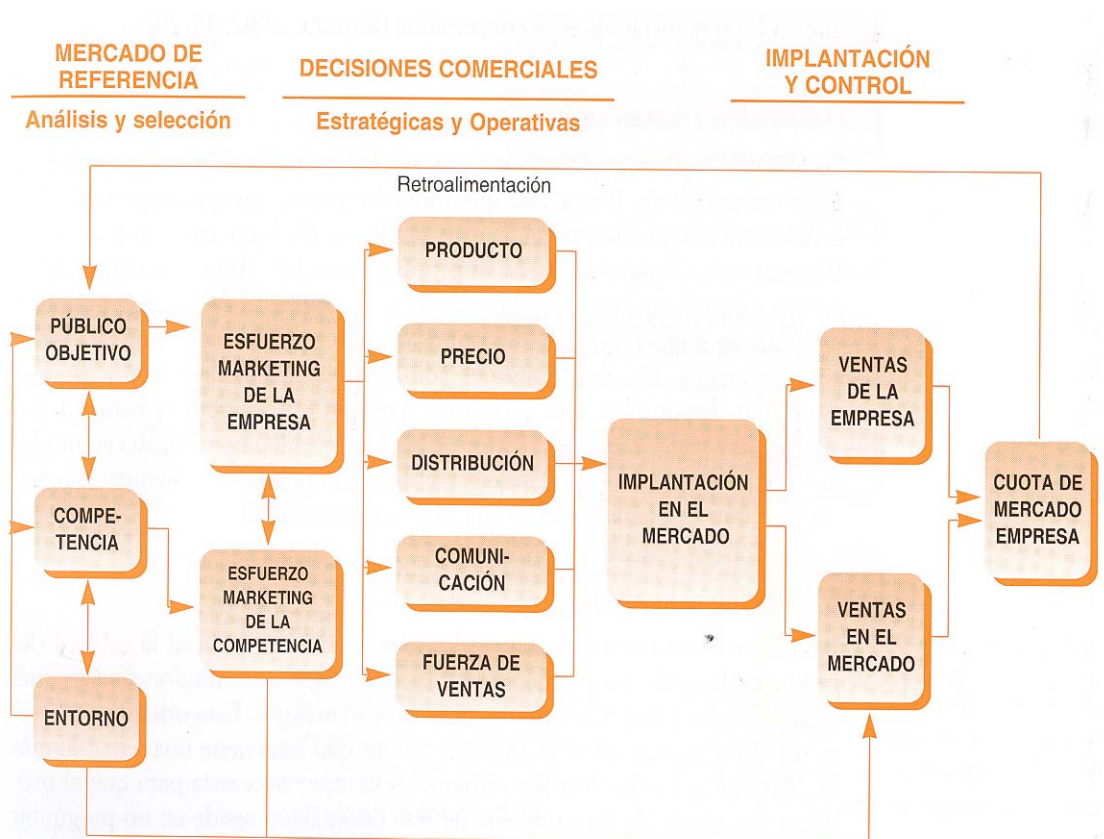 MERCADO DE
REFERENCIA
Análisis y selección
DECISIONES COMERCIALES
Estratégicas y Operativas
IMPLANTACIÓN
Y CONTROL
Retroalimentación
PÚBLICO
OBJETIVO
COMPE-
TENCIA
ENTORNO
ESFUERZO
MARKETING
DE LA
EMPRESA
ESFUERZO
MARKETING
DE LA
COMPETENCIA
PRODUCTO
PRECIO
DISTRIBUCIÓN
COMUNI-
CACIÓN
FUERZA DE
VENTAS
IMPLANTACIÓN
EN EL
MERCADO
VENTAS
DE LA
EMPRESA
VENTAS
EN EL
MERCADO
CUOTA DE
MERCADO
EMPRESA